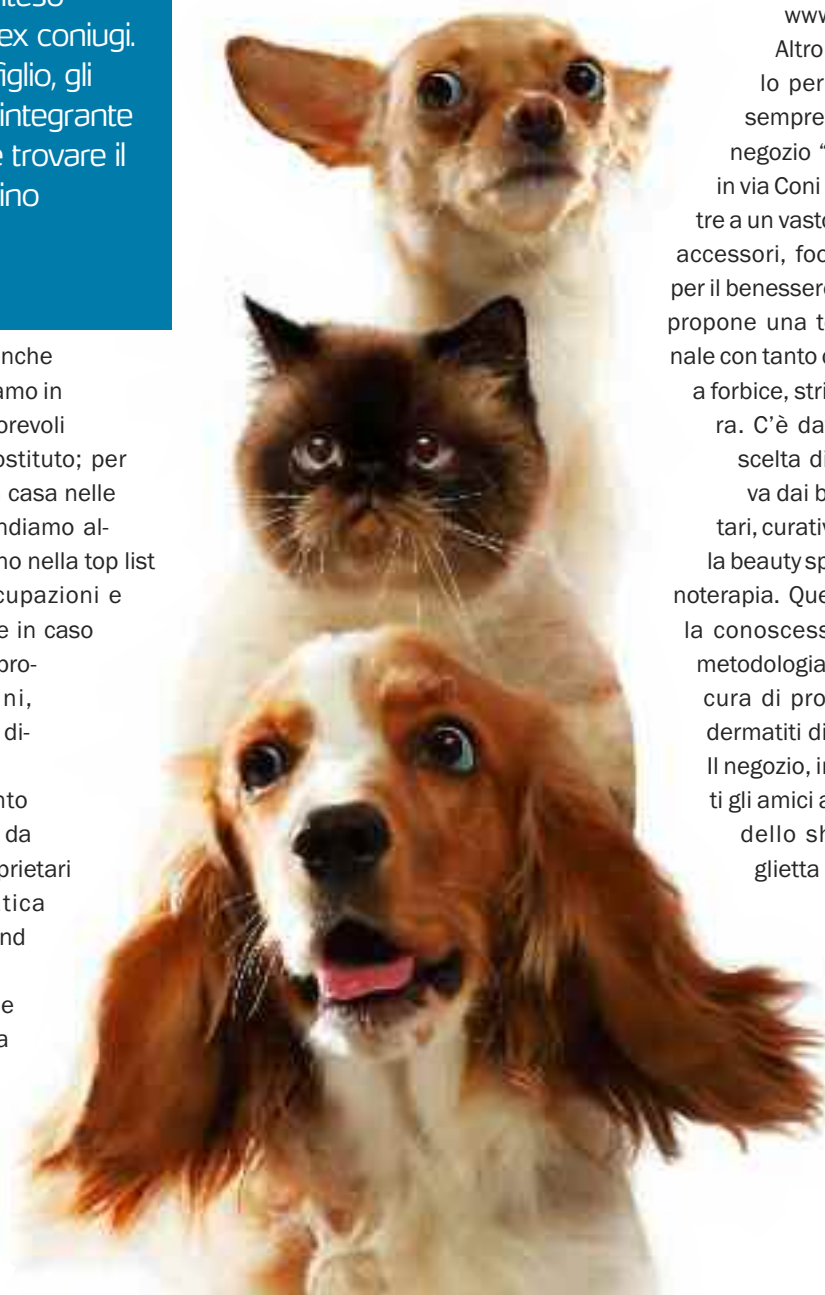 ex coniugi.
figlio, gli
integrante
e trovare il
ino
nche
amo in
orevoli
ostituto; per
casa nelle
ndiamo al-
no nella top list
cupazioni e
e in caso
pro-
ni,
di-
nto
da
prietari
tica
nd
e
a
www
Altro
lo per
sempre
negozio “
in via Coni
tre a un vasto
accessori, foo
per il benessere
propone una t
nale con tanto
a forbice, stri
ra. C’è da
scelta di
va dai b
tari, curativ
la beauty sp
noterapia. Que
la conoscess
metodologia
cura di pro
dermatiti di
Il negozio, in
ti gli amici a
dello sh
glietta